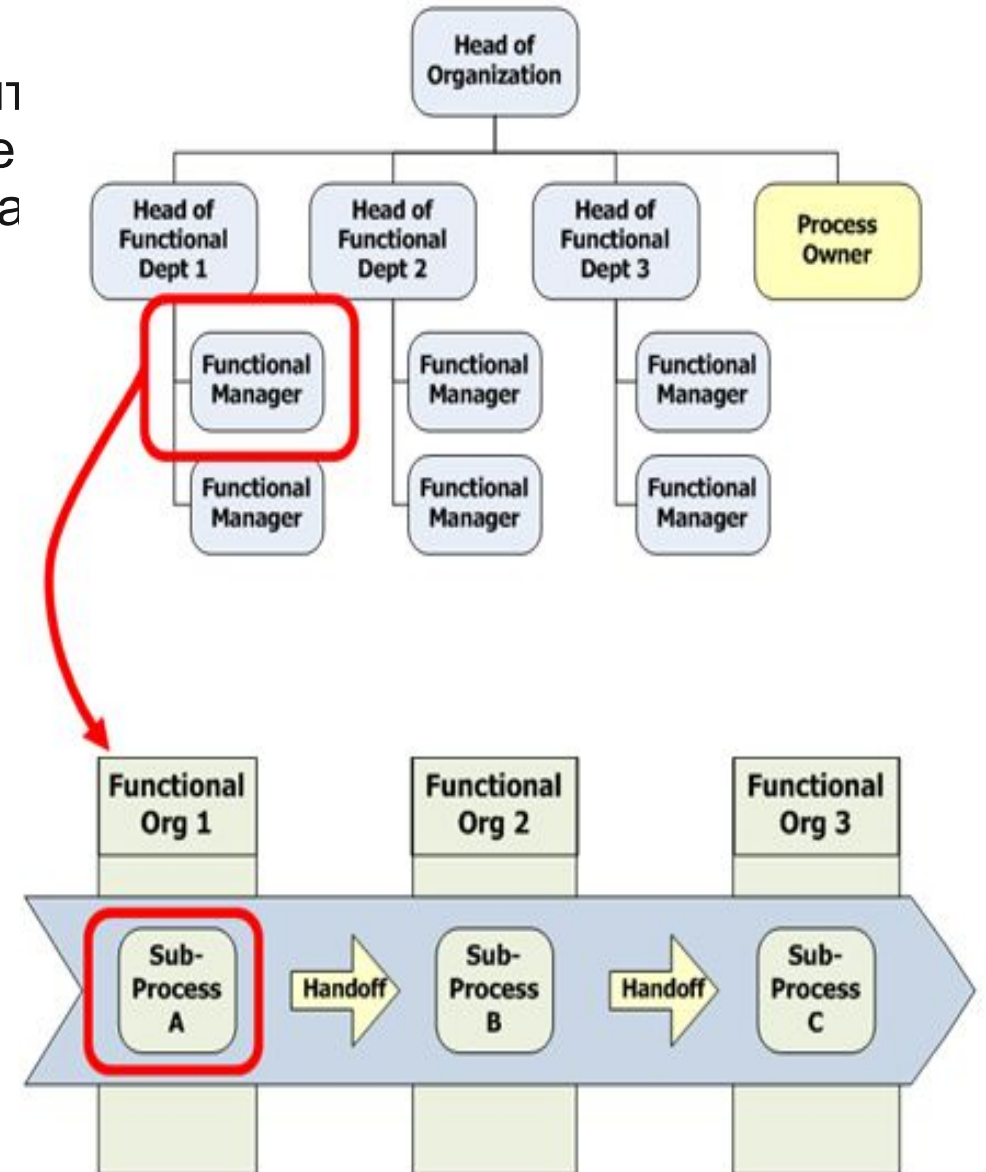 Head of
Organization
e
a
Head of
Functional
Dept 1
Head of
Functional
Dept 2
Head of
Functional
Dept 3
Process
Owner
Functional
Manager
Functional
Manager
Functional
Manager
Functional
Manager
Functional
Manager
Functional
Manager
Functional
Org 1
Functional
Org 2
Functional
Org 3
Sub-
Process
A
Handoff
Sub-
Process
B
Handoff
Sub-
Process
C